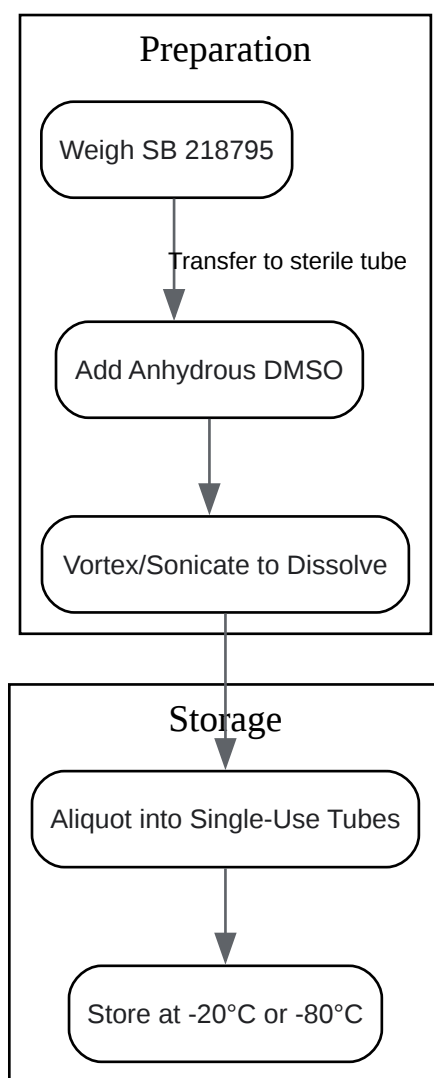 Preparation
Weigh SB 218795
Transfer to sterile tube
Add Anhydrous DMSO
Vortex/Sonicate to Dissolve
Storage
Aliquot into Single-Use Tubes
Store at -20°C or -80°C